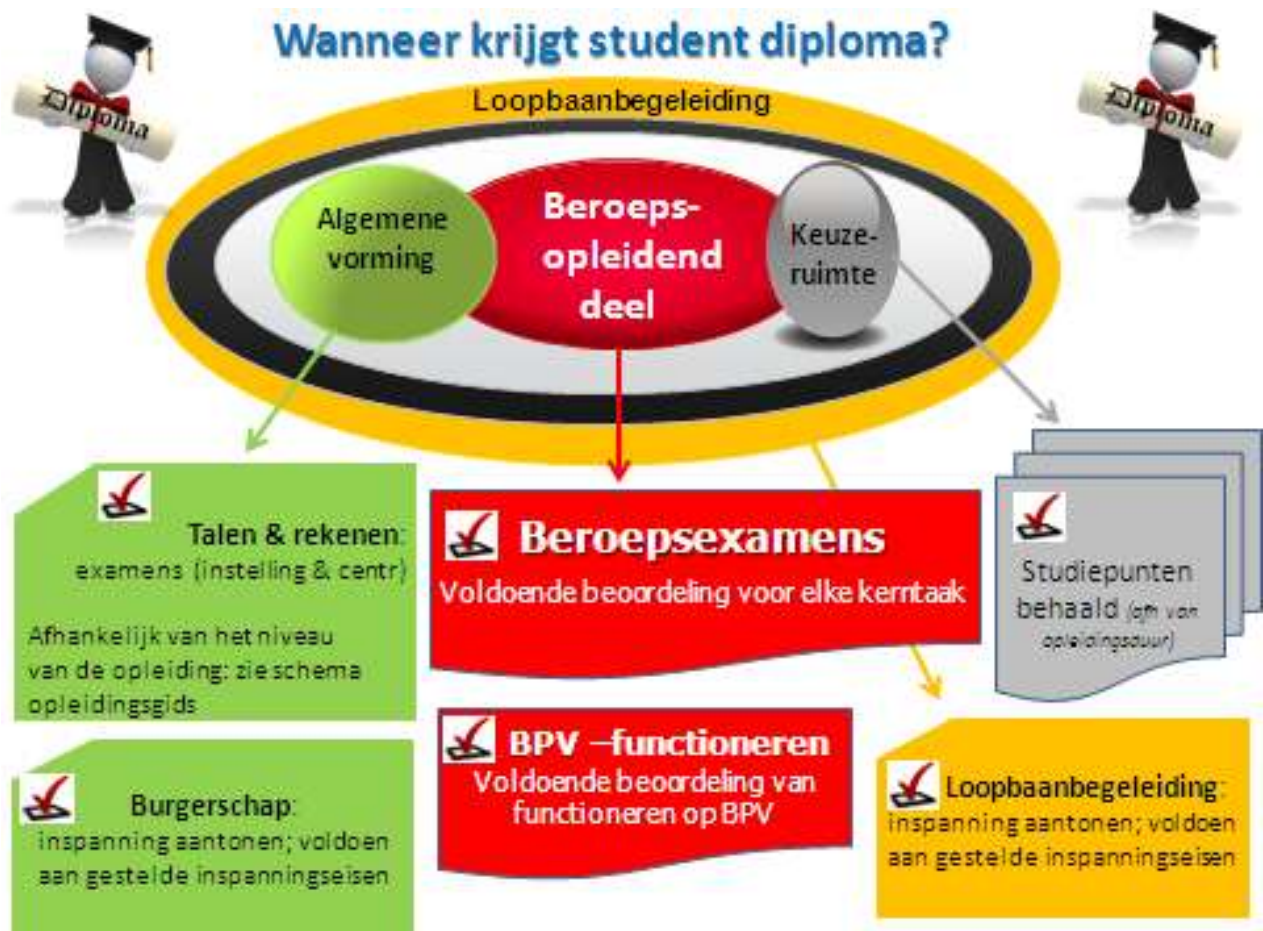 Wanneer krijgt student diploma?
Diploma
Diploma
Loopbaanbegeleiding
Algemene
vorming
Beroeps-
opleidend
deel
Keuze-
ruimte
Talen & rekenen:
examens (instelling & centr)
Afhankelijk van het niveau
van de opleiding: zie schema
opleidingsgids
Beroepsexamens
Voldoende beoordeling voor elke kerntaak
Studiepunten
behaald (afh van
opleidingsduur)
Burgerschap:
inspanning aantonen; voldoen
aan gestelde inspanningseisen
BPV –functioneren
Voldoende beoordeling van
functioneren op BPV
Loopbaanbegeleiding:
inspanning aantonen; voldoen
aan gestelde inspanningseisen